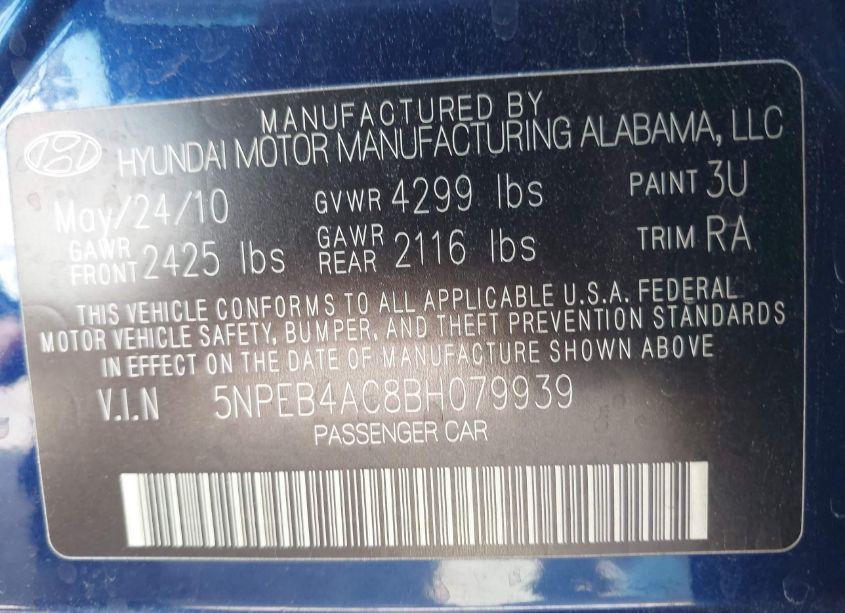 MANUFACTURED BY
HYUNDAI MOTOR MANUFACTURING ALABAMA, LLC
May/24/10 GVWR 4299 lbs PAINT 3U
GAWR FRONT 2425 lbs GAWR REAR 2116 lbs TRIM RA
THIS VEHICLE CONFORMS TO ALL APPLICABLE U.S.A. FEDERAL
MOTOR VEHICLE SAFETY, BUMPER, AND THEFT PREVENTION STANDARDS
IN EFFECT ON THE DATE OF MANUFACTURE SHOWN ABOVE
V.I.N 5NPEB4AC8BH079939
PASSENGER CAR